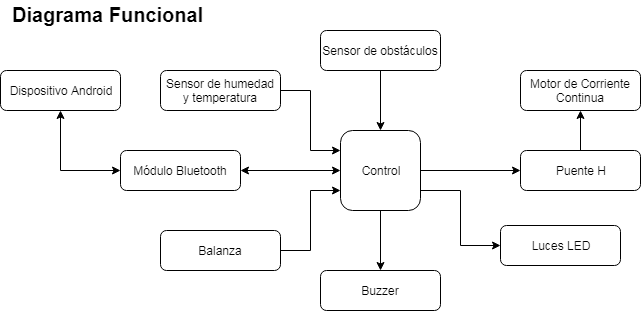 Diagrama Funcional
Sensor de obstáculos
Dispositivo Android
Sensor de humedad
y temperatura
Motor de Corriente
Continua
Módulo Bluetooth
Control
Puente H
Balanza
Luces LED
Buzzer